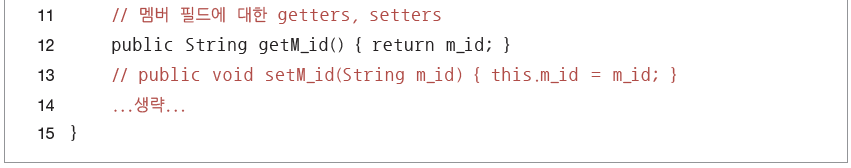 11 // 멤버 필드에 대한 getters, setters
12 public String getM_id() { return m_id; }
13 // public void setM_id(String m_id) { this.m_id = m_id; }
14 ...생략...
15 }